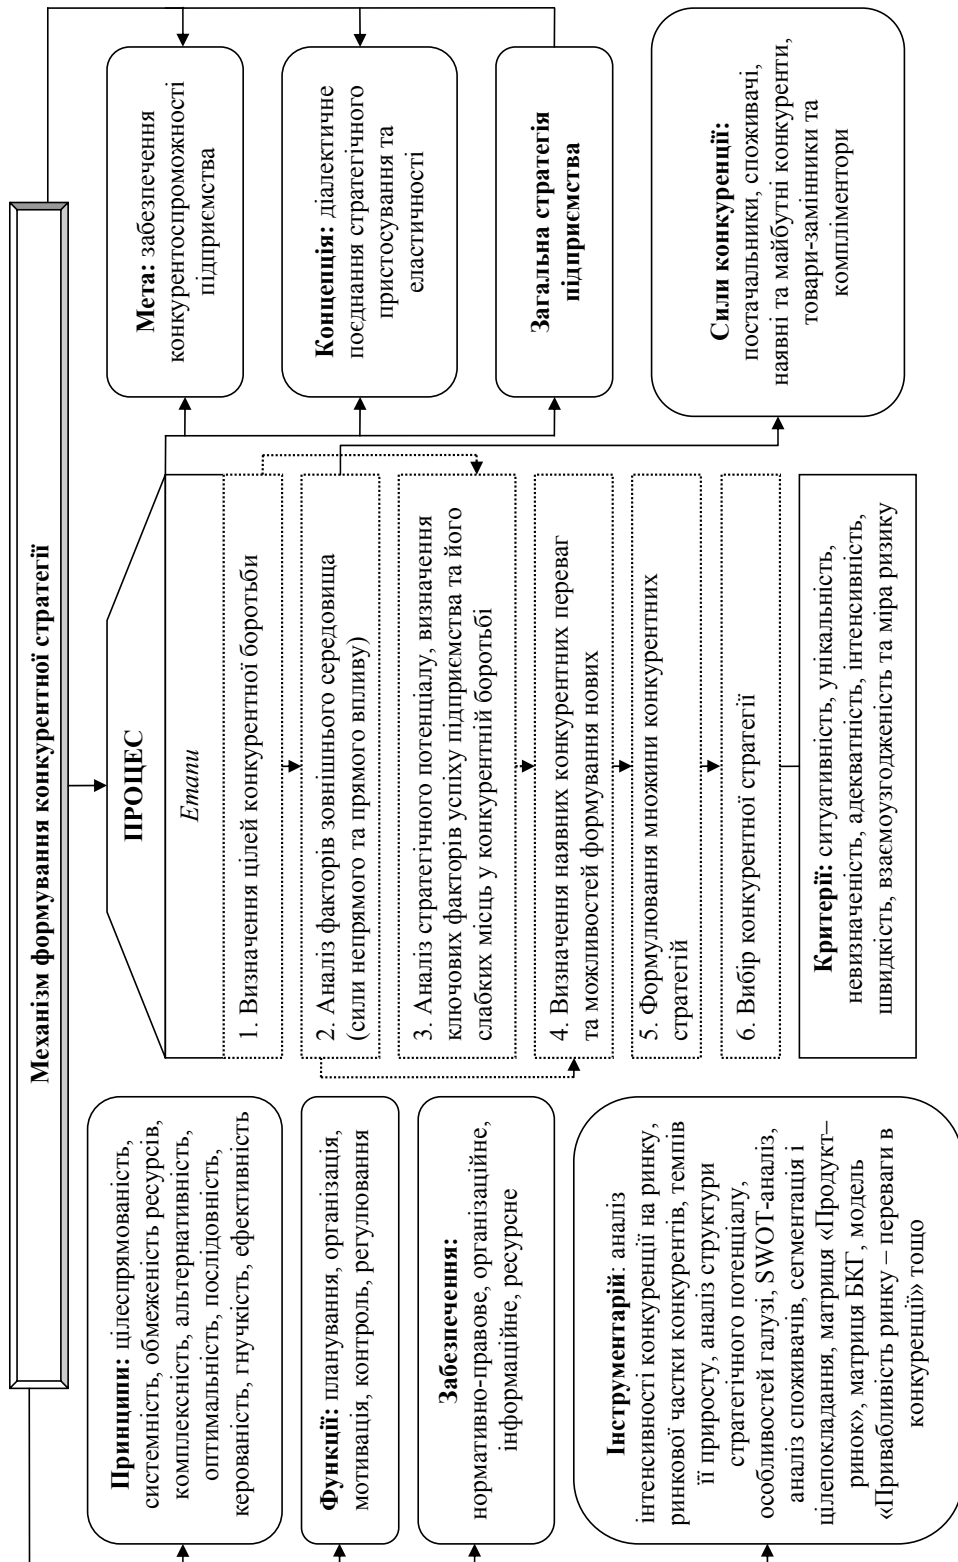 Механізм формування конкурентної стратегії
Принципи: цілеспрямованість,
системність, обмеженість ресурсів,
комплексність, альтернативність,
оптимальність, послідовність,
керованість, гнучкість, ефективність
Функції: планування, організація,
мотивація, контроль, регулювання
Забезпечення:
нормативно-правове, організаційне,
інформаційне, ресурсне
Інструментарій: аналіз
інтенсивності конкуренції на ринку,
ринкової частки конкурентів, темпів
її приросту, аналіз структури
стратегічного потенціалу,
особливостей галузі, SWOT-аналіз,
аналіз споживачів, сегментація і
цілепокладання, матриця «Продукт–
ринок», матриця БКГ, модель
«Привабливість ринку – переваги в
конкуренції» тощо
ПРОЦЕС
Етапи
1. Визначення цілей конкурентної боротьби
2. Аналіз факторів зовнішнього середовища
(сили непрямого та прямого впливу)
3. Аналіз стратегічного потенціалу, визначення
ключових факторів успіху підприємства та його
слабких місць у конкурентній боротьбі
4. Визначення наявних конкурентних переваг
та можливостей формування нових
5. Формулювання множини конкурентних
стратегій
6. Вибір конкурентної стратегії
Критерії: ситуативність, унікальність,
невизначеність, адекватність, інтенсивність,
швидкість, взаємоузгодженість та міра ризику
Мета: забезпечення
конкурентоспроможності
підприємства
Концепція: діалектичне
поєднання стратегічного
пристосування та
еластичності
Загальна стратегія
підприємства
Сили конкуренції:
постачальники, споживачі,
наявні та майбутні конкуренти,
товари-замінники та
компліментори